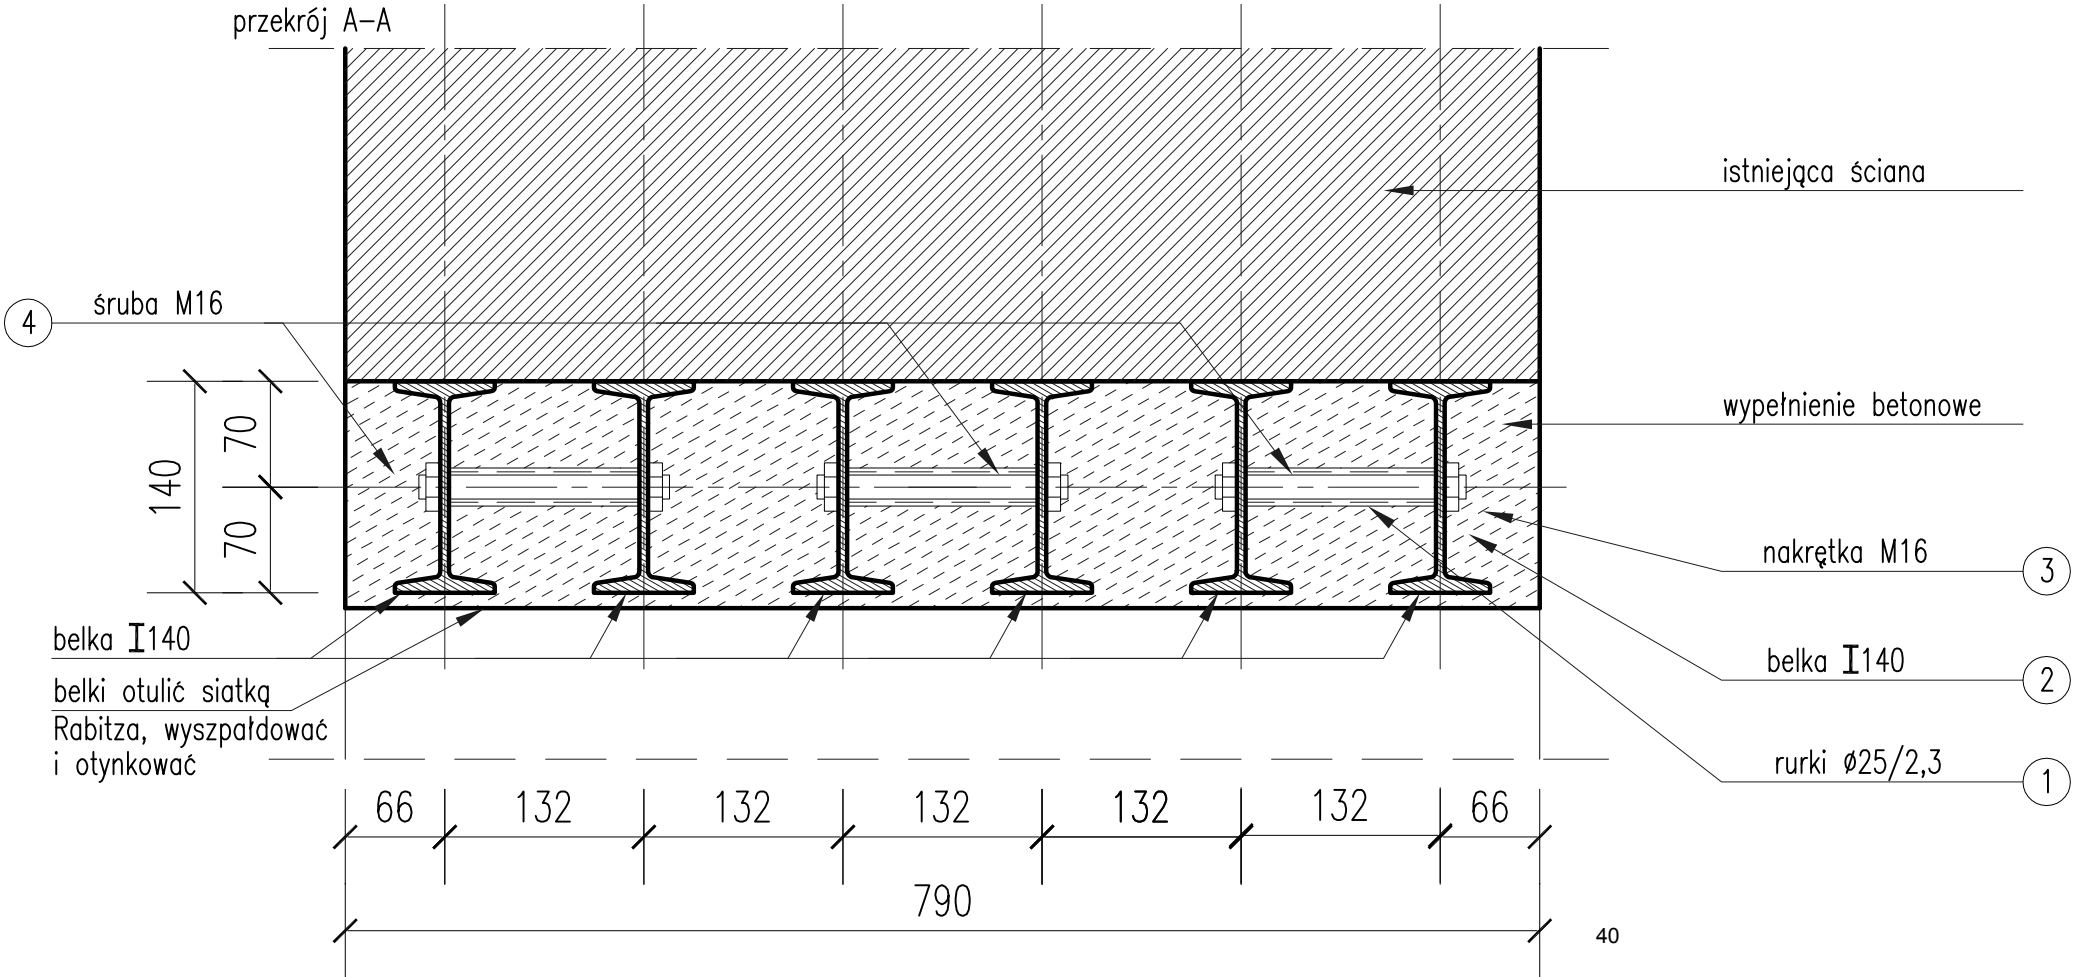 przekrój A-A
istniejąca ściana
4 śruba M16
wypełnienie betonowe
70
140
70
nakrętka M16 3
belka I140
belka I140 2
belki otulić siatką
Rabitza, wyszpałdować
i otynkować
rurki ø25/2,3 1
66 132 132 132 132 132 66
790
40